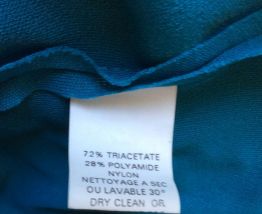 72% TRIACETATE
28% POLYAMIDE
NYLON
NETTOYAGE A SEC
OU LAVABLE 30°
DRY CLEAN OR